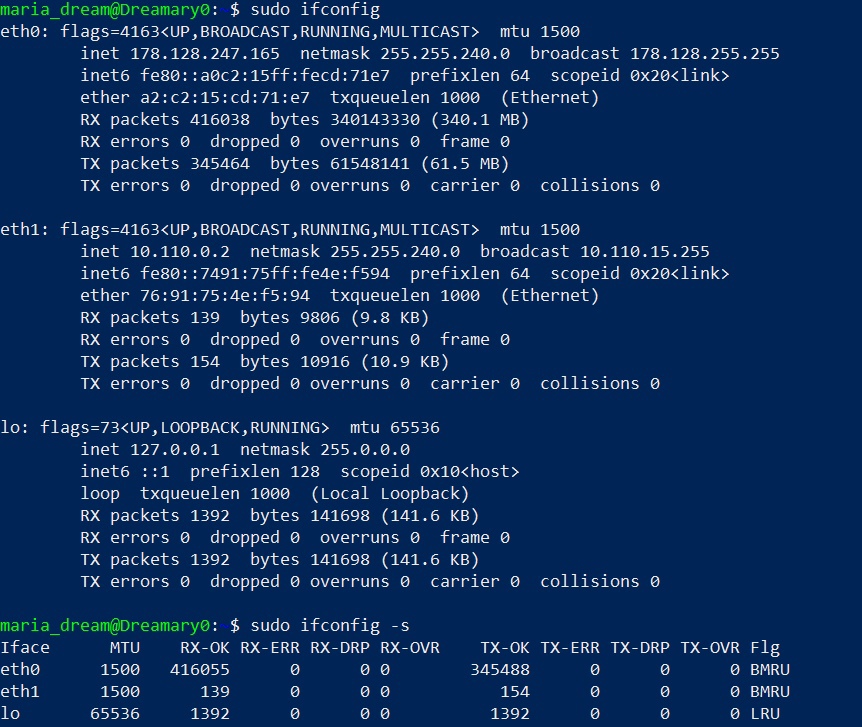 maria_dream@Dreamary0: $ sudo ifconfig
eth0: flags=4163<UP,BROADCAST,RUNNING,MULTICAST>  mtu 1500
        inet 178.128.247.165  netmask 255.255.240.0  broadcast 178.128.255.255
        inet6 fe80::a0c2:15ff:fecd:71e7  prefixlen 64  scopeid 0x20<link>
        ether a2:c2:15:cd:71:e7  txqueuelen 1000  (Ethernet)
        RX packets 416038  bytes 340143330 (340.1 MB)
        RX errors 0  dropped 0  overruns 0  frame 0
        TX packets 345464  bytes 61548141 (61.5 MB)
        TX errors 0  dropped 0 overruns 0  carrier 0  collisions 0

eth1: flags=4163<UP,BROADCAST,RUNNING,MULTICAST>  mtu 1500
        inet 10.110.0.2  netmask 255.255.240.0  broadcast 10.110.15.255
        inet6 fe80::7491:75ff:fe4e:f594  prefixlen 64  scopeid 0x20<link>
        ether 76:91:75:4e:f5:94  txqueuelen 1000  (Ethernet)
        RX packets 139  bytes 9806 (9.8 KB)
        RX errors 0  dropped 0  overruns 0  frame 0
        TX packets 154  bytes 10916 (10.9 KB)
        TX errors 0  dropped 0 overruns 0  carrier 0  collisions 0

lo: flags=73<UP,LOOPBACK,RUNNING>  mtu 65536
        inet 127.0.0.1  netmask 255.0.0.0
        inet6 ::1  prefixlen 128  scopeid 0x10<host>
        loop  txqueuelen 1000  (Local Loopback)
        RX packets 1392  bytes 141698 (141.6 KB)
        RX errors 0  dropped 0  overruns 0  frame 0
        TX packets 1392  bytes 141698 (141.6 KB)
        TX errors 0  dropped 0 overruns 0  carrier 0  collisions 0

maria_dream@Dreamary0: $ sudo ifconfig -s
Iface      MTU    RX-OK RX-ERR RX-DRP RX-OVR    TX-OK TX-ERR TX-DRP TX-OVR Flg
eth0      1500   416055      0      0 0        345488      0      0      0 BMRU
eth1      1500      139      0      0 0           154      0      0      0 BMRU
lo       65536     1392      0      0 0          1392      0      0      0 LRU